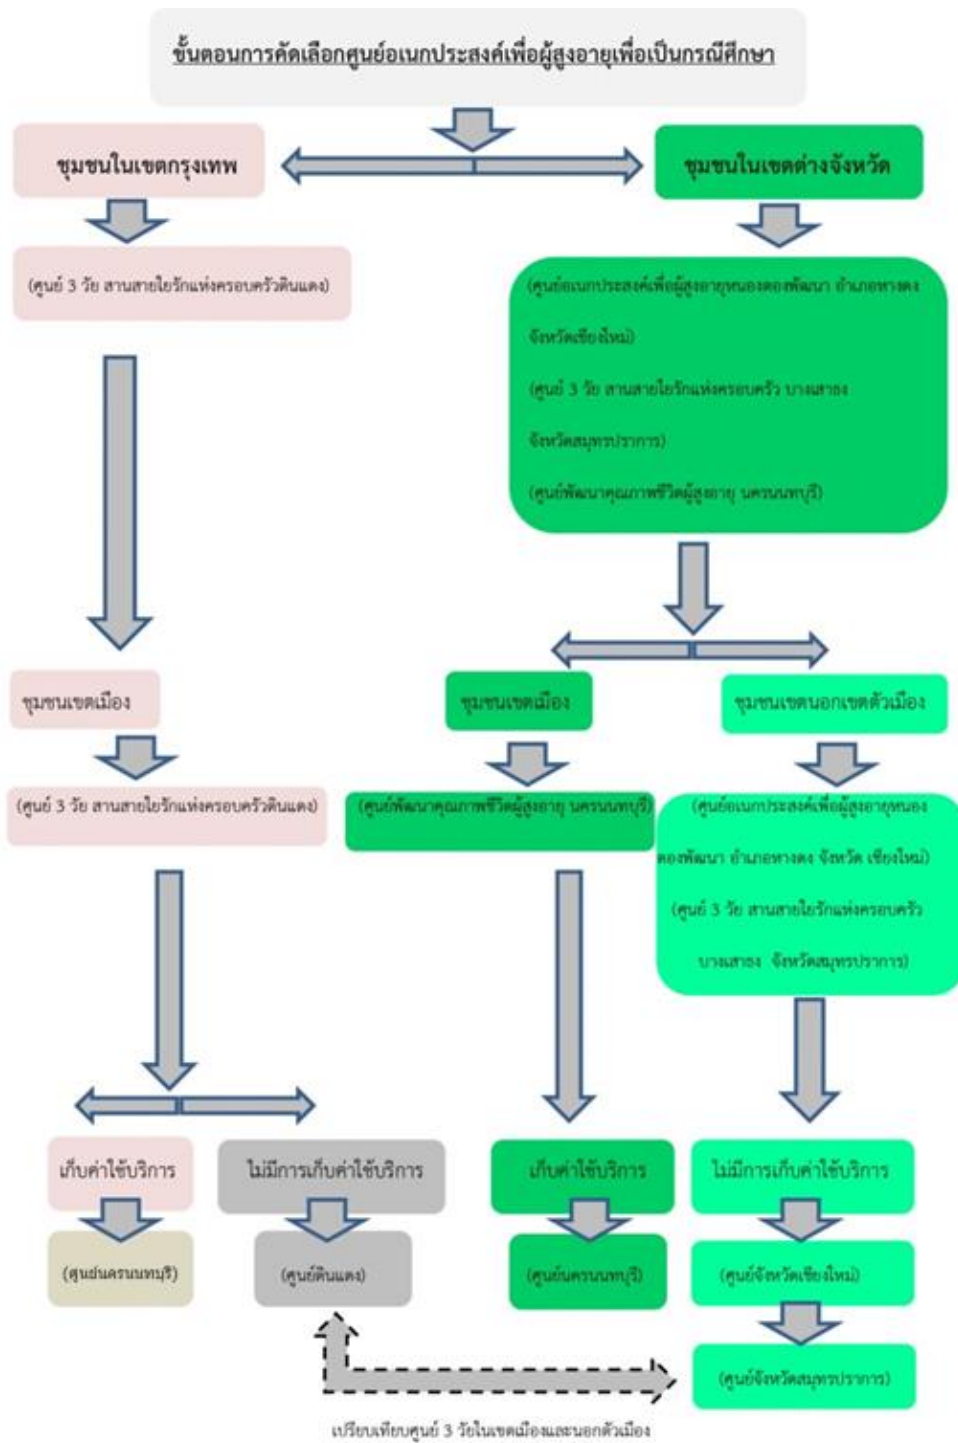 ขั้นตอนการคัดเลือกศูนย์อเนกประสงค์เพื่อผู้สูงอายุเพื่อเป็นกรณีศึกษา
ชุมชนในเขตกรุงเทพ
ชุมชนในเขตต่างจังหวัด
(ศูนย์ 3 วัย สานสายใยรักแห่งครอบครัวดินแดง)
(ศูนย์อเนกประสงค์เพื่อผู้สูงอายุหนองตองพัฒนา อำเภอหางดง
จังหวัดเชียงใหม่)
(ศูนย์ 3 วัย สานสายใยรักแห่งครอบครัว บางเสาธง
จังหวัดสมุทรปราการ)
(ศูนย์พัฒนาคุณภาพชีวิตผู้สูงอายุ นครนนทบุรี)
ชุมชนเขตเมือง
ชุมชนเขตเมือง
ชุมชนเขตนอกเขตตัวเมือง
(ศูนย์ 3 วัย สานสายใยรักแห่งครอบครัวดินแดง)
(ศูนย์พัฒนาคุณภาพชีวิตผู้สูงอายุ นครนนทบุรี)
(ศูนย์อเนกประสงค์เพื่อผู้สูงอายุหนอง
ตองพัฒนา อำเภอหางดง จังหวัด เชียงใหม่)
(ศูนย์ 3 วัย สานสายใยรักแห่งครอบครัว
บางเสาธง จังหวัดสมุทรปราการ)
เก็บค่าใช้บริการ
ไม่มีการเก็บค่าใช้บริการ
เก็บค่าใช้บริการ
ไม่มีการเก็บค่าใช้บริการ
(ศูนย์นครนนทบุรี)
(ศูนย์ดินแดง)
(ศูนย์นครนนทบุรี)
(ศูนย์จังหวัดเชียงใหม่)
(ศูนย์จังหวัดสมุทรปราการ)
เปรียบเทียบศูนย์ 3 วัยในเขตเมืองและนอกตัวเมือง